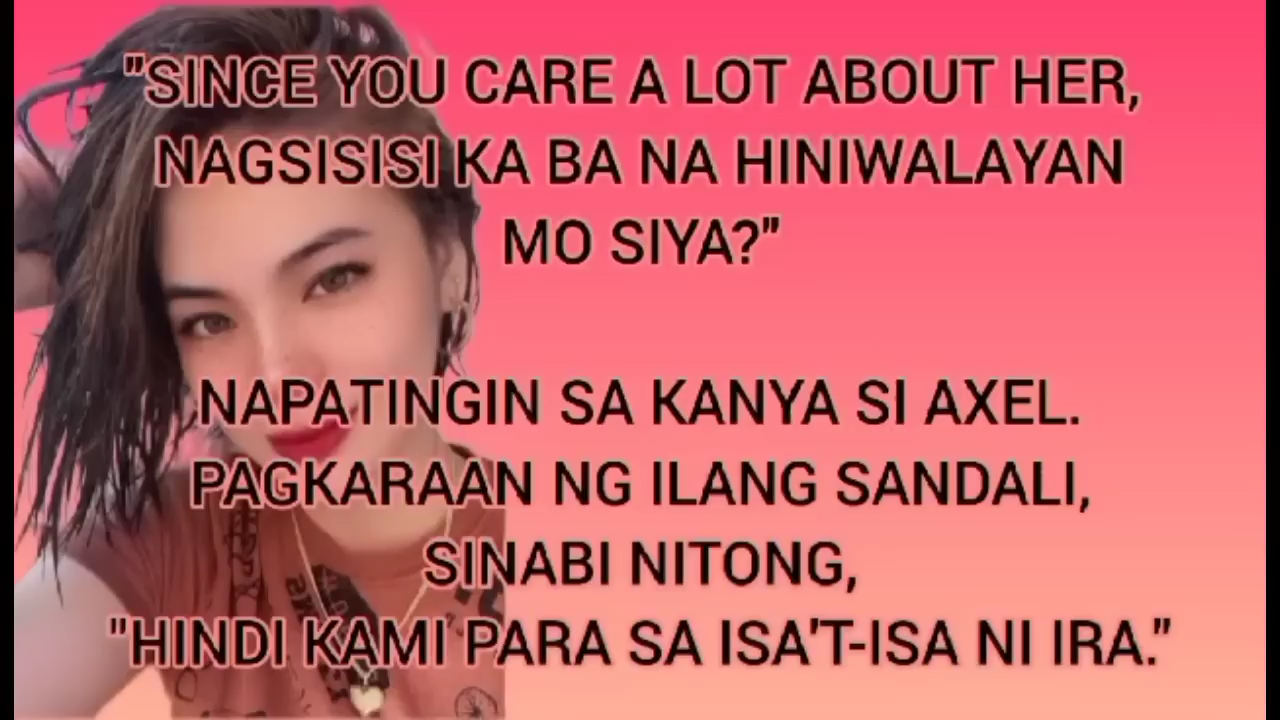 "SINCE YOU CARE A LOT ABOUT HER,
NAGSISISI KA BA NA HINIWALAYAN
MO SIYA?"
NAPATINGIN SA KANYA SI AXEL.
PAGKARAAN NG ILANG SANDALI,
SINABI NITONG,
"HINDI KAMI PARA SA ISA'T-ISA NI IRA."